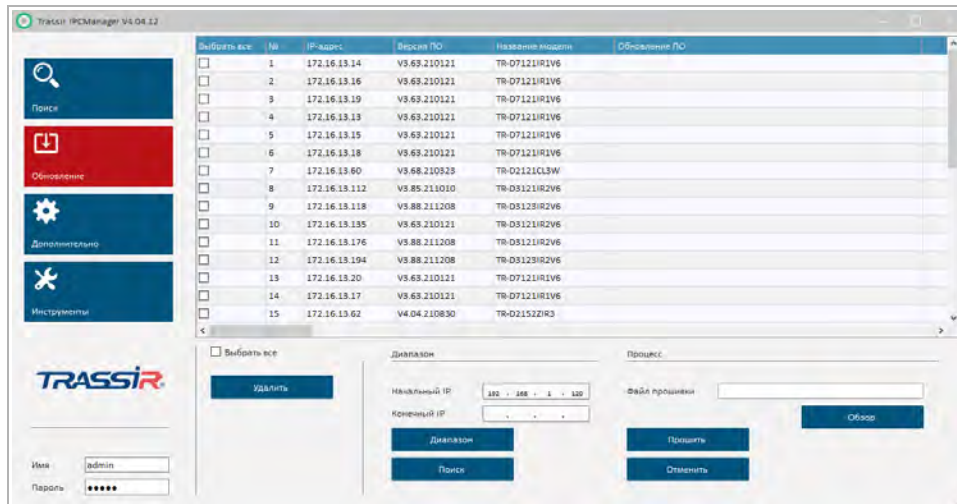 Trassir IPCManager V4.04.12
Поиск
Обновление
Дополнительно
Инструменты
TRASSIR
Имя admin
Пароль ●●●●●
Выбрать все № IP-адрес Версия ПО Название модели Обновление ПО
1 172.16.13.14 V3.63.210121 TR-D7121IR1V6
2 172.16.13.16 V3.63.210121 TR-D7121IR1V6
3 172.16.13.19 V3.63.210121 TR-D7121IR1V6
4 172.16.13.13 V3.63.210121 TR-D7121IR1V6
5 172.16.13.15 V3.63.210121 TR-D7121IR1V6
6 172.16.13.18 V3.63.210121 TR-D7121IR1V6
7 172.16.13.60 V3.68.210323 TR-D2121CL3W
8 172.16.13.112 V3.85.211010 TR-D3121IR2V6
9 172.16.13.118 V3.88.211208 TR-D3123IR2V6
10 172.16.13.135 V3.63.210121 TR-D3121IR2V6
11 172.16.13.176 V3.88.211208 TR-D3121IR2V6
12 172.16.13.194 V3.88.211208 TR-D3123IR2V6
13 172.16.13.20 V3.63.210121 TR-D7121IR1V6
14 172.16.13.17 V3.63.210121 TR-D7121IR1V6
15 172.16.13.62 V4.04.210830 TR-D2152ZIR3
Выбрать все
Удалить
Диапазон
Начальный IP 192 . 168 . 1 . 120
Конечный IP . . .
Диапазон
Поиск
Процесс
Файл прошивки
Обзор
Прошить
Отменить